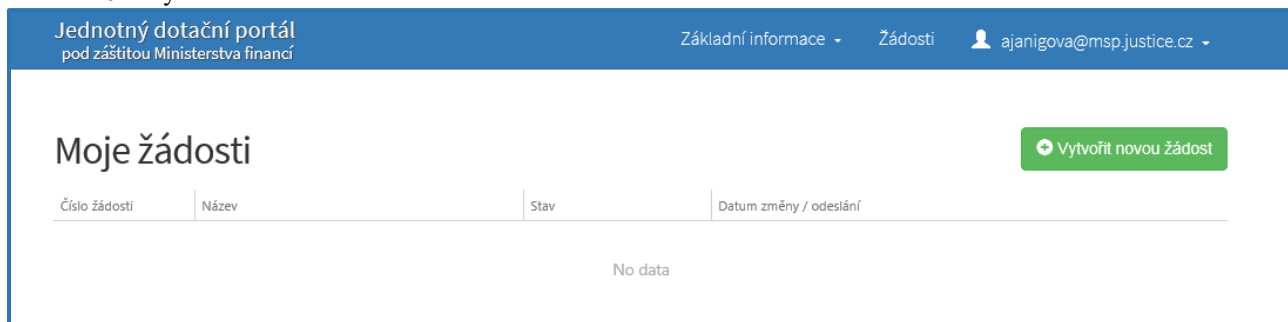 Jednotný dotační portál
pod záštitou Ministerstva financí
Základní informace Žádosti ajanigova@msp.justice.cz
Moje žádosti
Vytvořit novou žádost
Číslo žádosti Název Stav Datum změny / odeslání
No data